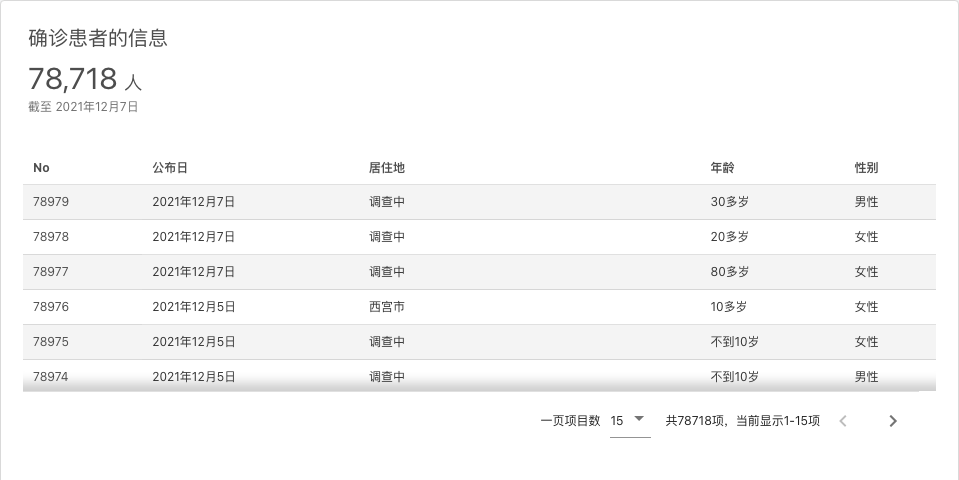 确诊患者的信息
78,718 人
截至 2021年12月7日
No 公布日 居住地 年龄 性别
78979 2021年12月7日 调查中 30多岁 男性
78978 2021年12月7日 调查中 20多岁 女性
78977 2021年12月7日 调查中 80多岁 女性
78976 2021年12月5日 西宫市 10多岁 女性
78975 2021年12月5日 调查中 不到10岁 女性
78974 2021年12月5日 调查中 不到10岁 男性
一页项目数 15 共78718项，当前显示1-15项